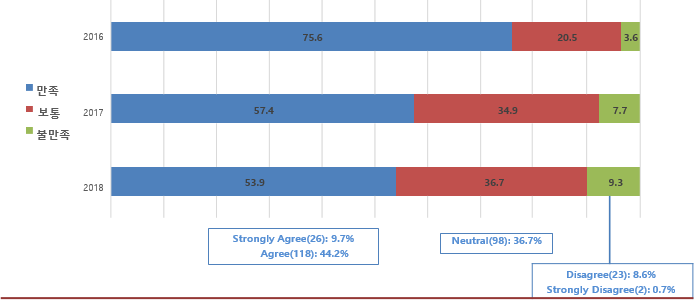 2016
75.6
20.5
3.6
만족
보통
불만족
2017
57.4
34.9
7.7
2018
53.9
36.7
9.3
Strongly Agree(26): 9.7%
Agree(118): 44.2%
Neutral(98): 36.7%
Disagree(23): 8.6%
Strongly Disagree(2): 0.7%